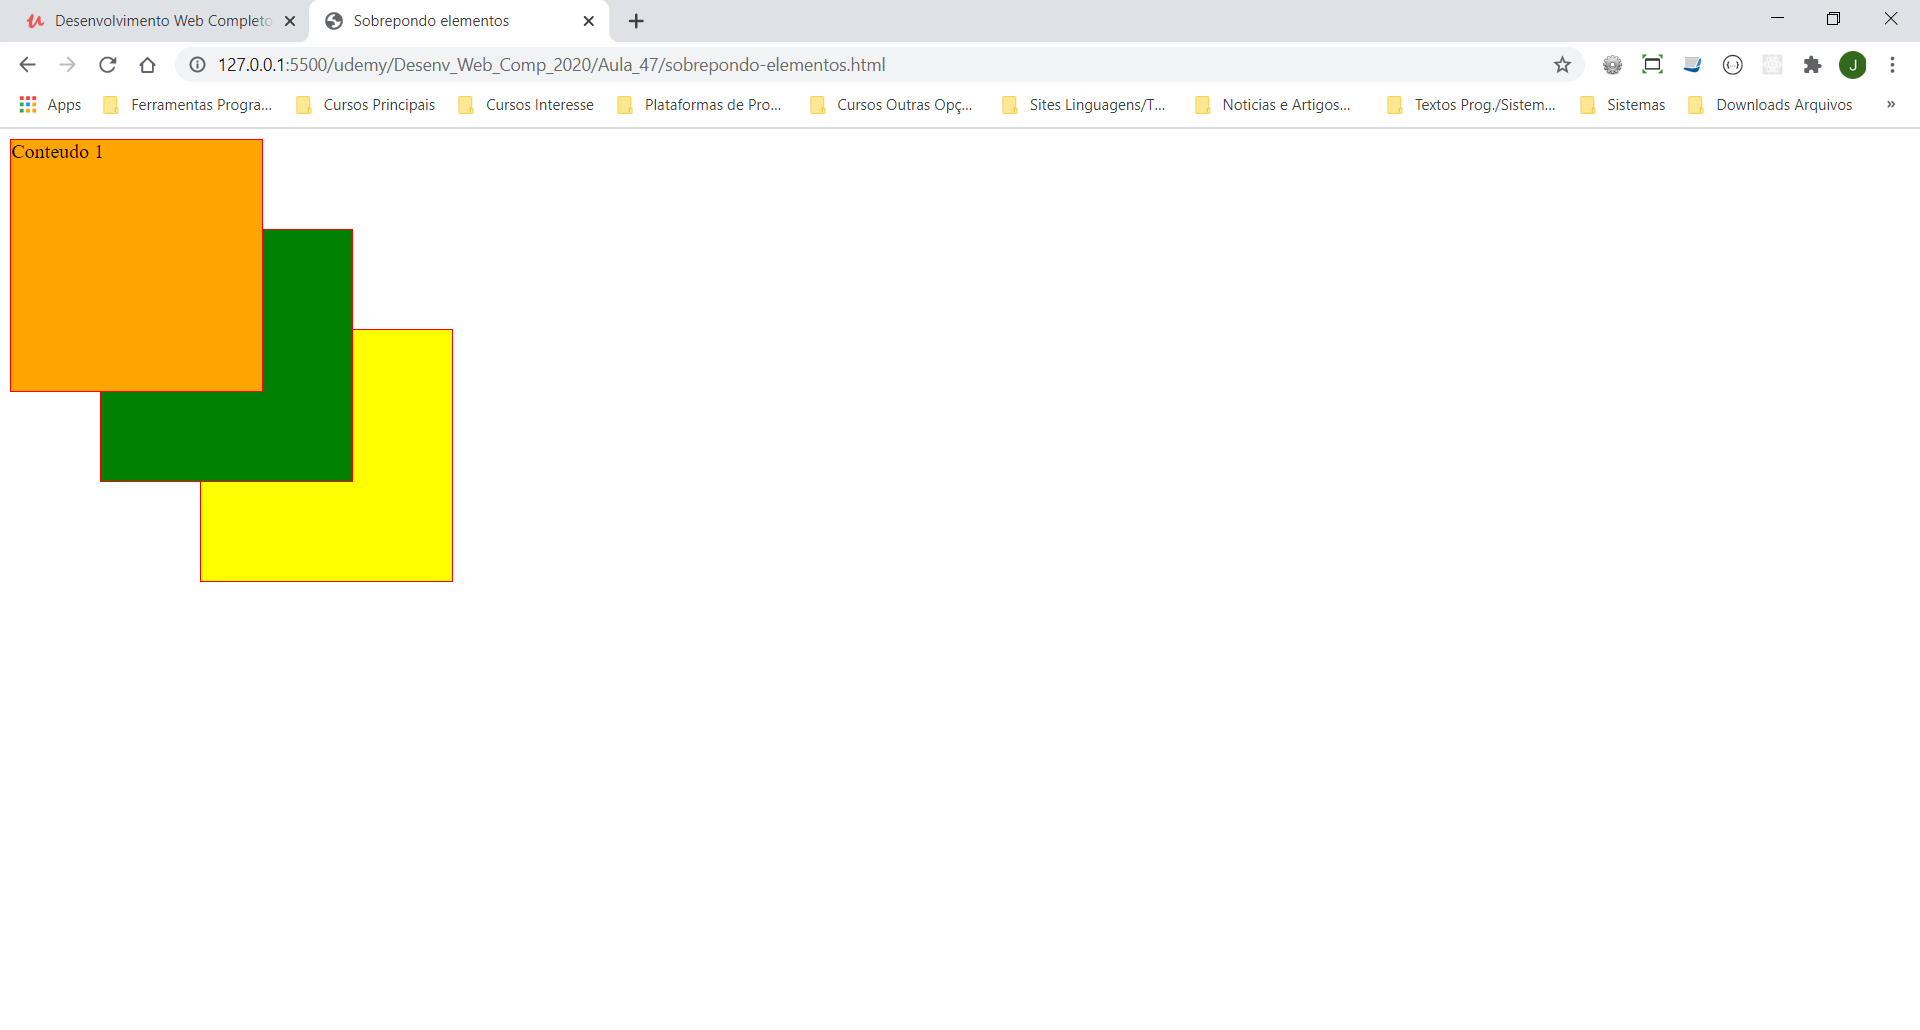 Desenvolvimento Web Completo
Sobrepondo elementos
127.0.0.1:5500/udemy/Desenv_Web_Comp_2020/Aula_47/sobrepondo-elementos.html
J
Apps
Ferramentas Progra...
Cursos Principais
Cursos Interesse
Plataformas de Pro...
Cursos Outras Opç...
Sites Linguagens/T...
Noticias e Artigos...
Textos Prog./Sistem...
Sistemas
Downloads Arquivos
»
Conteudo 1